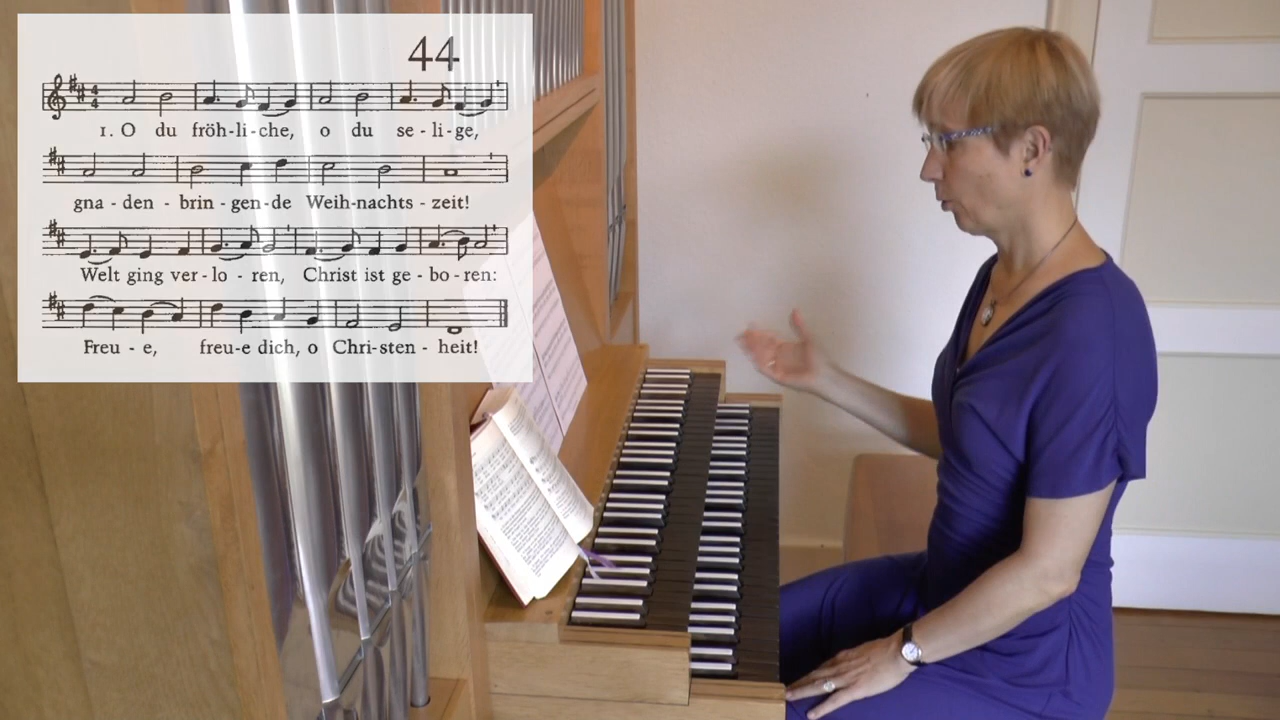 44
1. O du fröh-li-che, o du se-li-ge,
gna-den-brin-gen-de Weih-nachts-zeit!
Welt ging ver-lo-ren, Christ ist ge-bo-ren:
Freu-e, freu-e dich, o Chri-sten-heit!